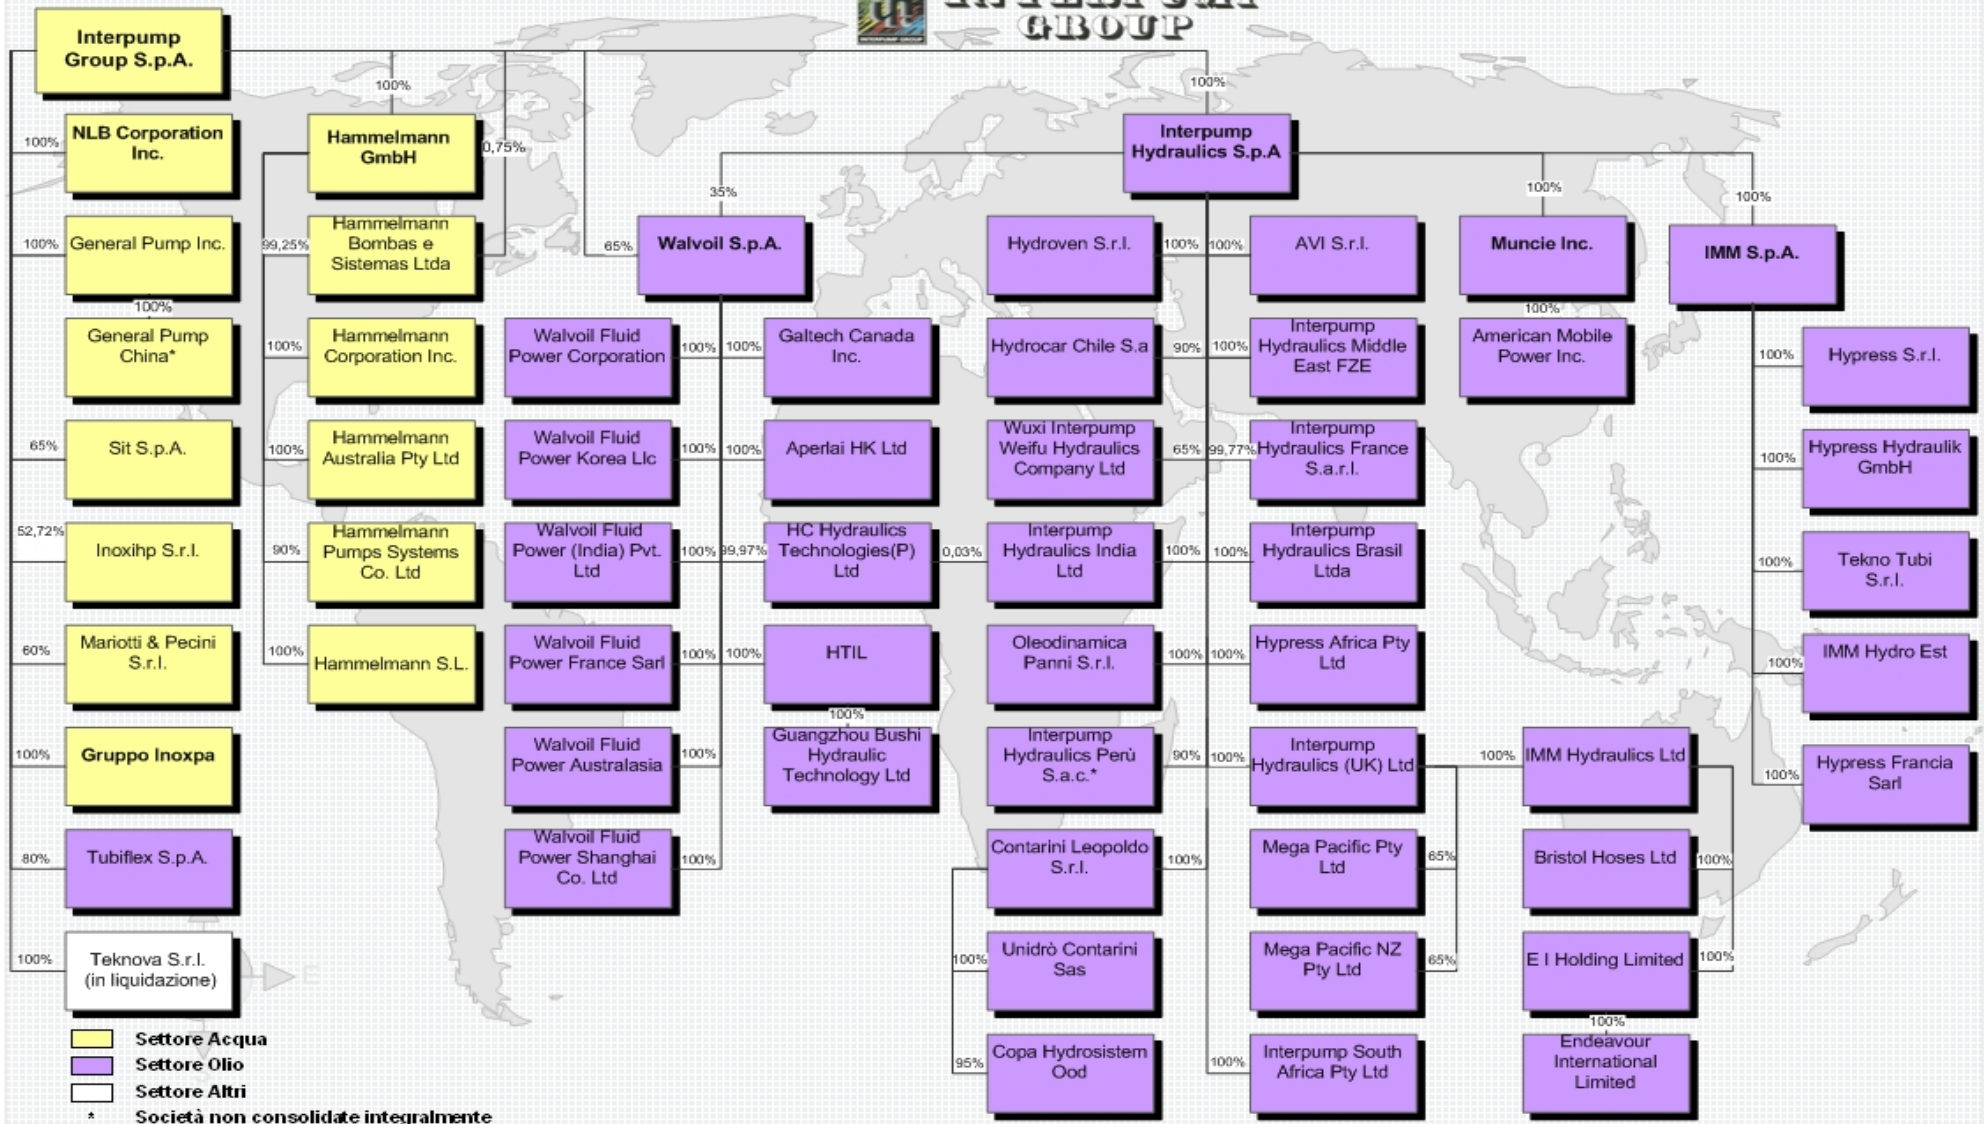 INTERPUMP
GROUP
INTERPUMP GROUP
Interpump
Group S.p.A.
100%
NLB Corporation
Inc.
100%
General Pump Inc.
100%
General Pump
China*
65%
Sit S.p.A.
52,72%
Inoxihp S.r.l.
60%
Mariotti & Pecini
S.r.l.
100%
Gruppo Inoxpa
80%
Tubiflex S.p.A.
100%
Teknova S.r.l.
(in liquidazione)
100%
Hammelmann
GmbH
0,75%
99,25%
Hammelmann
Bombas e
Sistemas Ltda
100%
Hammelmann
Corporation Inc.
100%
Hammelmann
Australia Pty Ltd
90%
Hammelmann
Pumps Systems
Co. Ltd
100%
Hammelmann S.L.
35%
65%
Walvoil S.p.A.
Walvoil Fluid
Power Corporation
100%
Walvoil Fluid
Power Korea Llc
100%
Walvoil Fluid
Power (India) Pvt.
Ltd
100%
Walvoil Fluid
Power France Sarl
100%
Walvoil Fluid
Power Australasia
100%
Walvoil Fluid
Power Shanghai
Co. Ltd
100%
100%
Galtech Canada
Inc.
100%
Aperlai HK Ltd
99,97%
HC Hydraulics
Technologies(P)
Ltd
0,03%
100%
HTIL
100%
Guangzhou Bushi
Hydraulic
Technology Ltd
100%
Interpump
Hydraulics S.p.A
Hydroven S.r.l.
100%
Hydrocar Chile S.a
90%
Wuxi Interpump
Weifu Hydraulics
Company Ltd
65%
Interpump
Hydraulics India
Ltd
100%
Oleodinamica
Panni S.r.l.
100%
Interpump
Hydraulics Perù
S.a.c.*
90%
Contarini Leopoldo
S.r.l.
100%
100%
Unidrò Contarini
Sas
95%
Copa Hydrosistem
Ood
100%
AVI S.r.l.
100%
Interpump
Hydraulics Middle
East FZE
99,77%
Interpump
Hydraulics France
S.a.r.l.
100%
Interpump
Hydraulics Brasil
Ltda
100%
Hypress Africa Pty
Ltd
100%
Interpump
Hydraulics (UK) Ltd
Mega Pacific Pty
Ltd
65%
Mega Pacific NZ
Pty Ltd
65%
100%
Interpump South
Africa Pty Ltd
100%
Muncie Inc.
100%
American Mobile
Power Inc.
100%
IMM Hydraulics Ltd
Bristol Hoses Ltd
100%
E I Holding Limited
100%
100%
Endeavour
International
Limited
100%
IMM S.p.A.
100%
Hypress S.r.l.
100%
Hypress Hydraulik
GmbH
100%
Tekno Tubi
S.r.l.
100%
IMM Hydro Est
100%
Hypress Francia
Sarl
E
Settore Acqua
Settore Olio
Settore Altri
* Società non consolidate integralmente